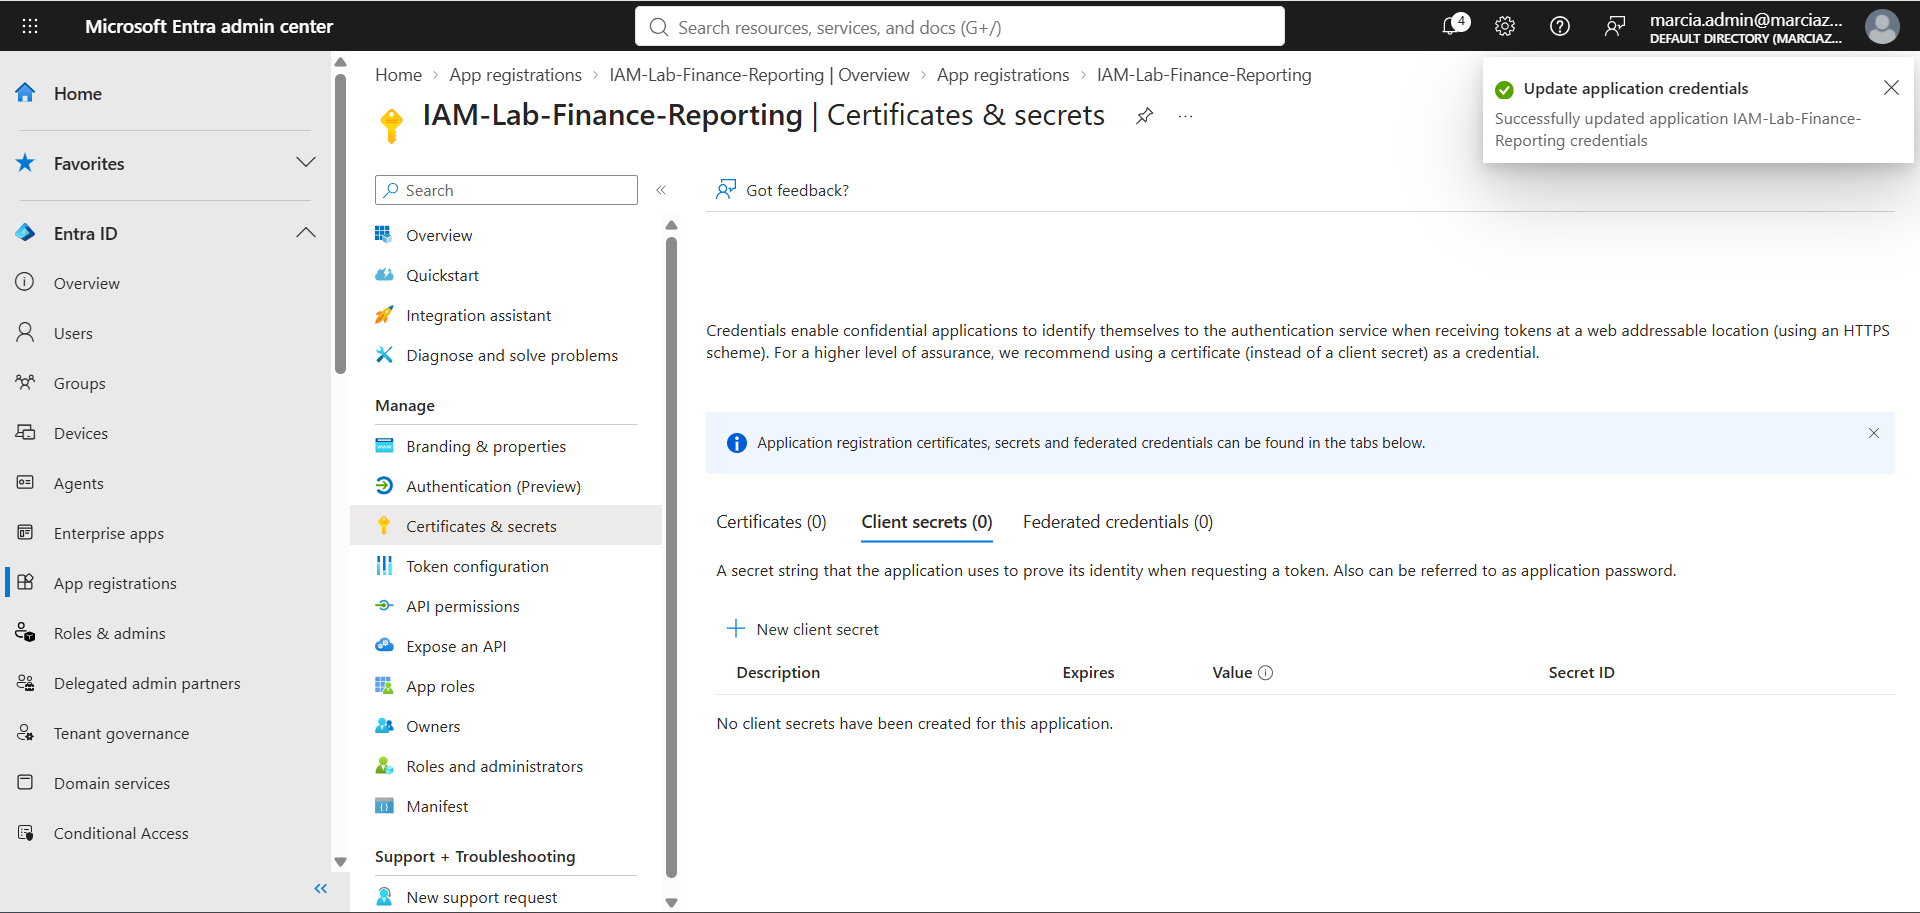 Microsoft Entra admin center
Search resources, services, and docs (G+/)
4
marcia.admin@marciaz...
DEFAULT DIRECTORY (MARCIAZ...
Home
Favorites
Entra ID
Overview
Users
Groups
Devices
Agents
Enterprise apps
App registrations
Roles & admins
Delegated admin partners
Tenant governance
Domain services
Conditional Access
Home > App registrations > IAM-Lab-Finance-Reporting | Overview > App registrations > IAM-Lab-Finance-Reporting
IAM-Lab-Finance-Reporting | Certificates & secrets
Search
Overview
Quickstart
Integration assistant
Diagnose and solve problems
Manage
Branding & properties
Authentication (Preview)
Certificates & secrets
Token configuration
API permissions
Expose an API
App roles
Owners
Roles and administrators
Manifest
Support + Troubleshooting
New support request
Update application credentials
Successfully updated application IAM-Lab-Finance-
Reporting credentials
Got feedback?
Credentials enable confidential applications to identify themselves to the authentication service when receiving tokens at a web addressable location (using an HTTPS
scheme). For a higher level of assurance, we recommend using a certificate (instead of a client secret) as a credential.
Application registration certificates, secrets and federated credentials can be found in the tabs below.
Certificates (0) Client secrets (0) Federated credentials (0)
A secret string that the application uses to prove its identity when requesting a token. Also can be referred to as application password.
New client secret
Description Expires Value Secret ID
No client secrets have been created for this application.